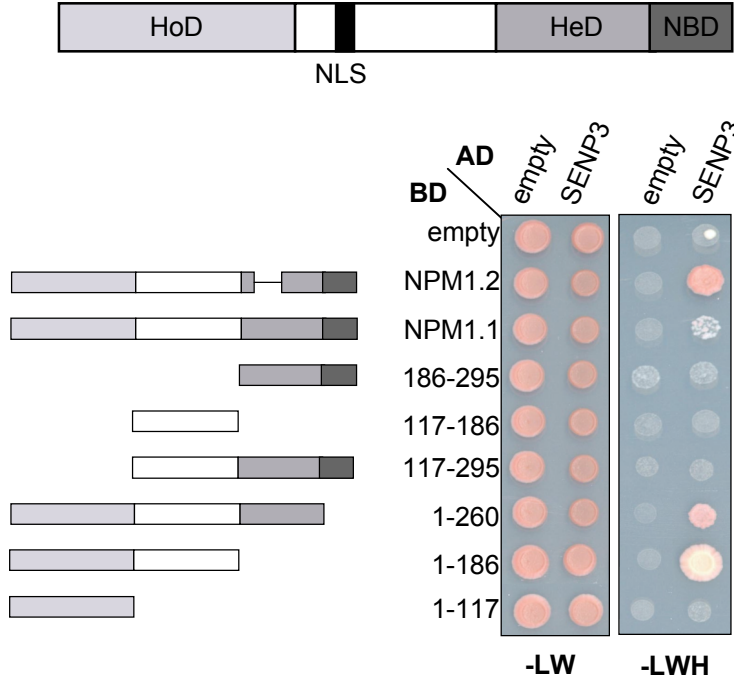 HoD HeD NBD
NLS
AD empty SENP3 empty SENP3
BD
empty
NPM1.2
NPM1.1
186-295
117-186
117-295
1-260
1-186
1-117
-LW -LWH